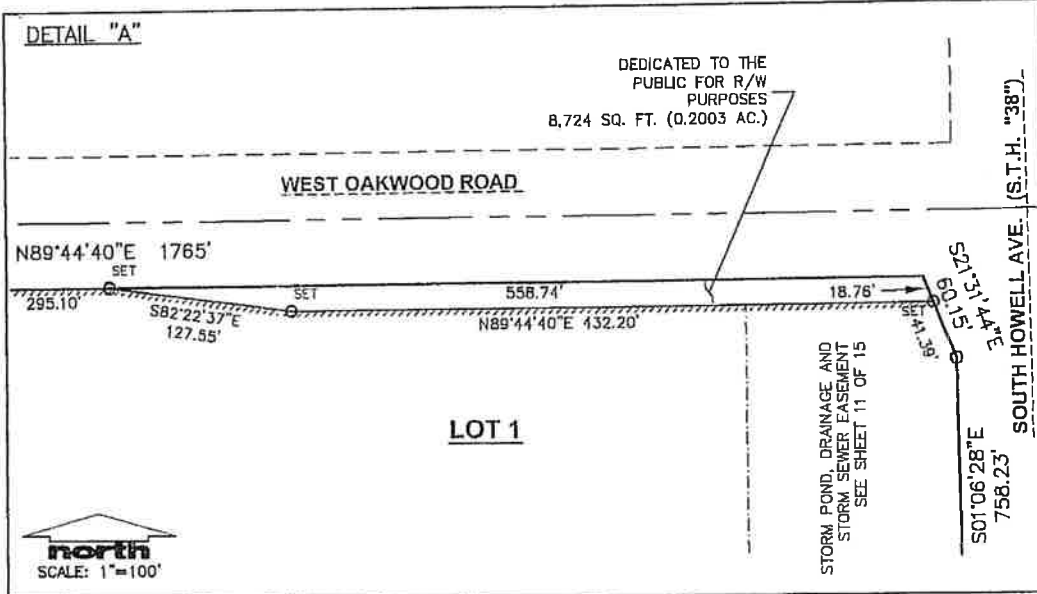 DETAIL "A"
DEDICATED TO THE
PUBLIC FOR R/W
PURPOSES
8,724 SQ. FT. (0.2003 AC.)
WEST OAKWOOD ROAD
SOUTH HOWELL AVE. (S.T.H. "38")
N89°44'40"E 1765'
SET
295.10'
S82°22'37"E
127.55'
SET
558.74'
N89°44'40"E 432.20'
18.76'
SET
41.39'
S21°31'44"E
60.15'
LOT 1
STORM POND, DRAINAGE AND
STORM SEWER EASEMENT
SEE SHEET 11 OF 15
S01°06'28"E
758.23'
north
SCALE: 1"=100'